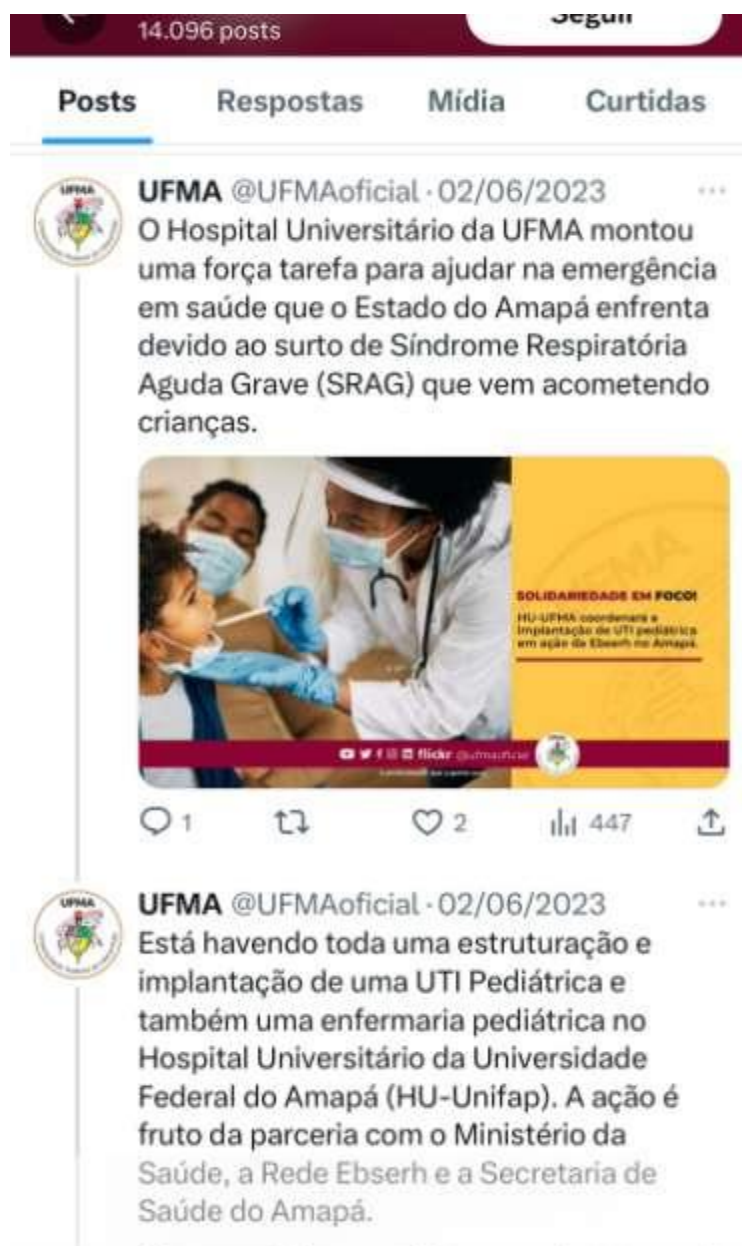 14.096 posts
Seguir
Posts Respostas Mídia Curtidas
UFMA @UFMAoficial · 02/06/2023
O Hospital Universitário da UFMA montou
uma força tarefa para ajudar na emergência
em saúde que o Estado do Amapá enfrenta
devido ao surto de Síndrome Respiratória
Aguda Grave (SRAG) que vem acometendo
crianças.
UFMA
SOLIDARIEDADE EM FOCO!
HU-UFMA coordenará a
implantação de UTI pediátrica
em ação da Ebserh no Amapá.
flickr @ufmaoficial
1 2 447
UFMA
UFMA @UFMAoficial · 02/06/2023
Está havendo toda uma estruturação e
implantação de uma UTI Pediátrica e
também uma enfermaria pediátrica no
Hospital Universitário da Universidade
Federal do Amapá (HU-Unifap). A ação é
fruto da parceria com o Ministério da
Saúde, a Rede Ebserh e a Secretaria de
Saúde do Amapá.